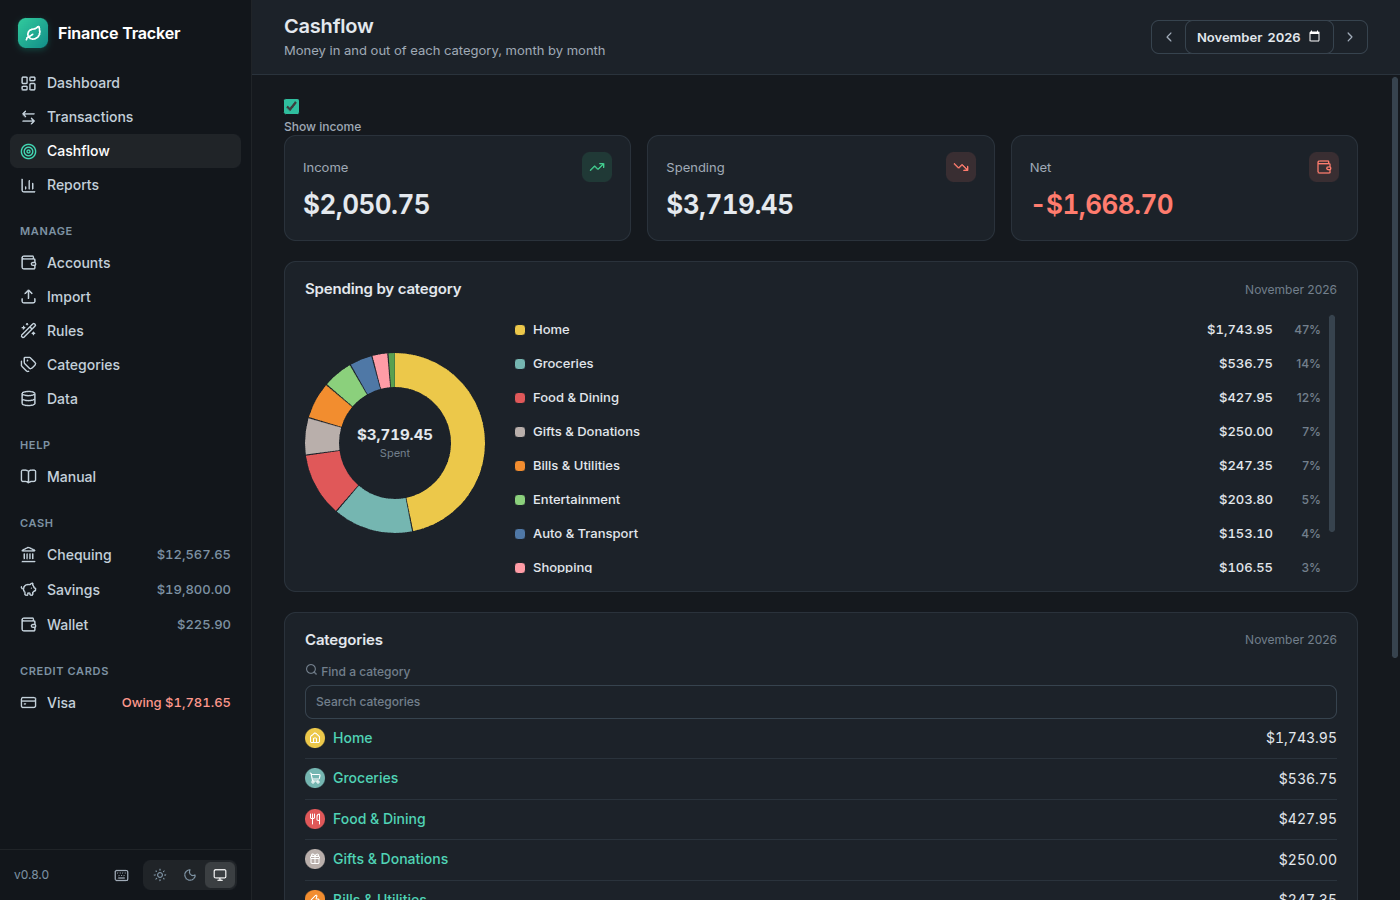 Finance Tracker
Dashboard
Transactions
Cashflow
Reports
MANAGE
Accounts
Import
Rules
Categories
Data
HELP
Manual
CASH
Chequing $12,567.65
Savings $19,800.00
Wallet $225.90
CREDIT CARDS
Visa Owing $1,781.65
v0.8.0
Cashflow
Money in and out of each category, month by month
November 2026
Show income
Income
$2,050.75
Spending
$3,719.45
Net
-$1,668.70
Spending by category November 2026
$3,719.45
Spent
Home $1,743.95 47%
Groceries $536.75 14%
Food & Dining $427.95 12%
Gifts & Donations $250.00 7%
Bills & Utilities $247.35 7%
Entertainment $203.80 5%
Auto & Transport $153.10 4%
Shopping $106.55 3%
Categories November 2026
Find a category
Search categories
Home $1,743.95
Groceries $536.75
Food & Dining $427.95
Gifts & Donations $250.00
Bills & Utilities $247.35